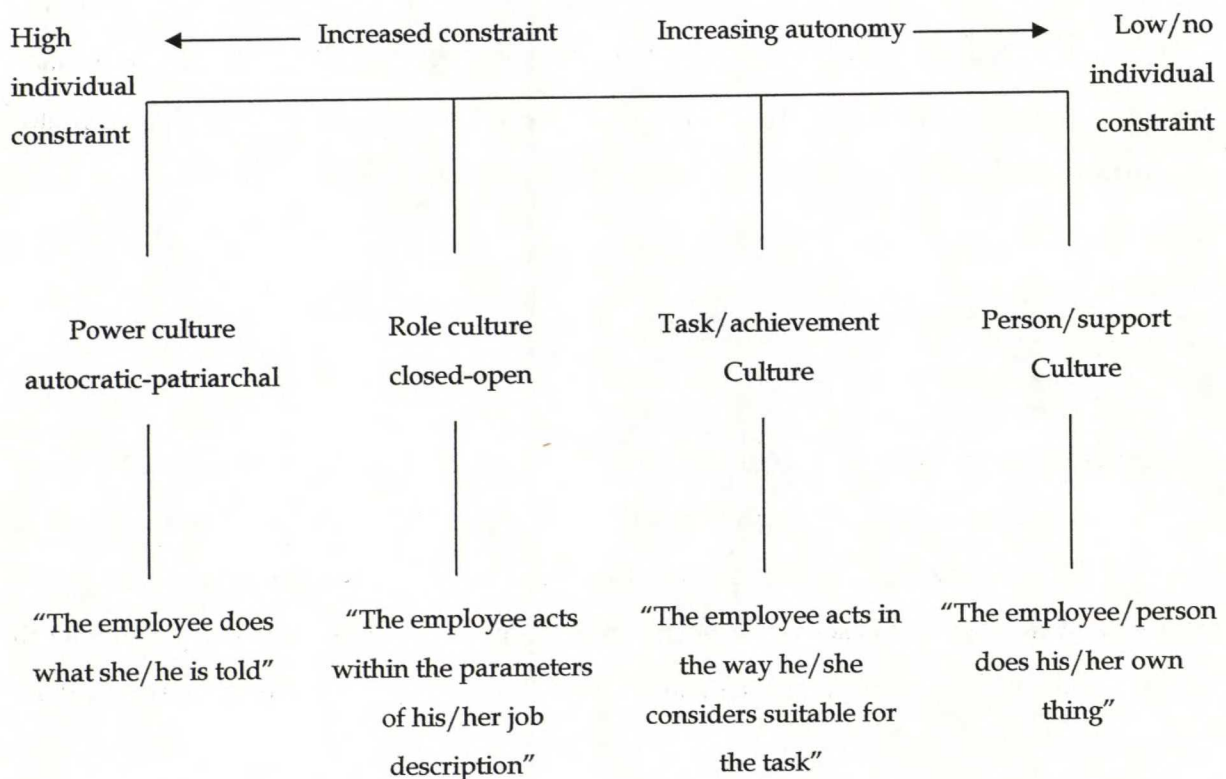 High
individual
constraint
Increased constraint
Increasing autonomy
Low/no
individual
constraint
Power culture
autocratic-patriarchal
Role culture
closed-open
Task/achievement
Culture
Person/support
Culture
"The employee does
what she/he is told"
"The employee acts
within the parameters
of his/her job
description"
"The employee acts in
the way he/she
considers suitable for
the task"
"The employee/person
does his/her own
thing"